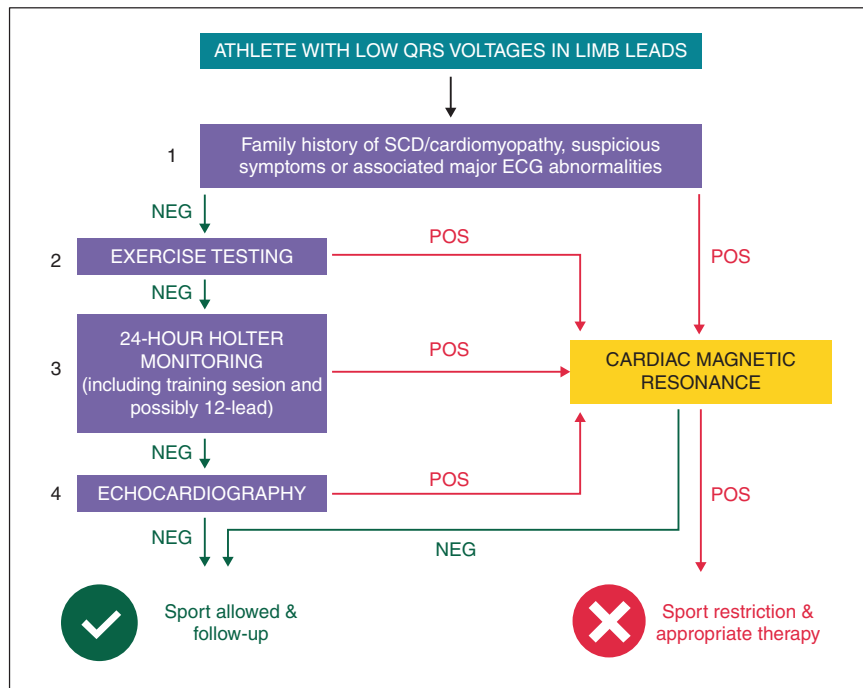 ATHLETE WITH LOW QRS VOLTAGES IN LIMB LEADS
1
Family history of SCD/cardiomyopathy, suspicious
symptoms or associated major ECG abnormalities
NEG
POS
2
EXERCISE TESTING
POS
NEG
3
24-HOUR HOLTER
MONITORING
(including training sesion and
possibly 12-lead)
POS
CARDIAC MAGNETIC
RESONANCE
NEG
4
ECHOCARDIOGRAPHY
POS
POS
NEG
NEG
Sport allowed &
follow-up
Sport restriction &
appropriate therapy